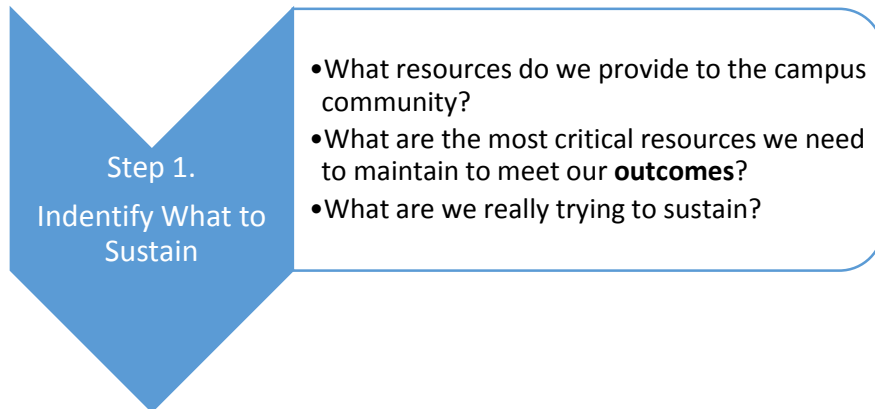 Step 1.
Indentify What to
Sustain
•What resources do we provide to the campus
community?
•What are the most critical resources we need
to maintain to meet our outcomes?
•What are we really trying to sustain?